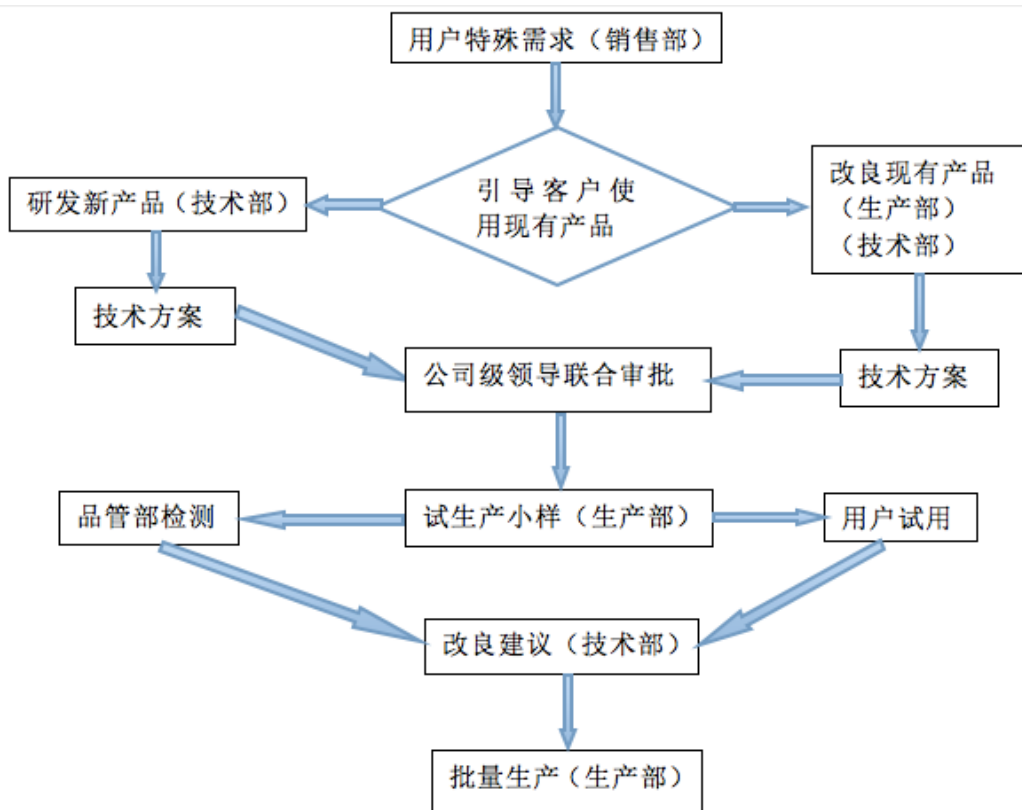 用户特殊需求（销售部）
引导客户使
用现有产品
研发新产品（技术部）
改良现有产品
（生产部）
（技术部）
技术方案
公司级领导联合审批
技术方案
品管部检测
试生产小样（生产部）
用户试用
改良建议（技术部）
批量生产（生产部）